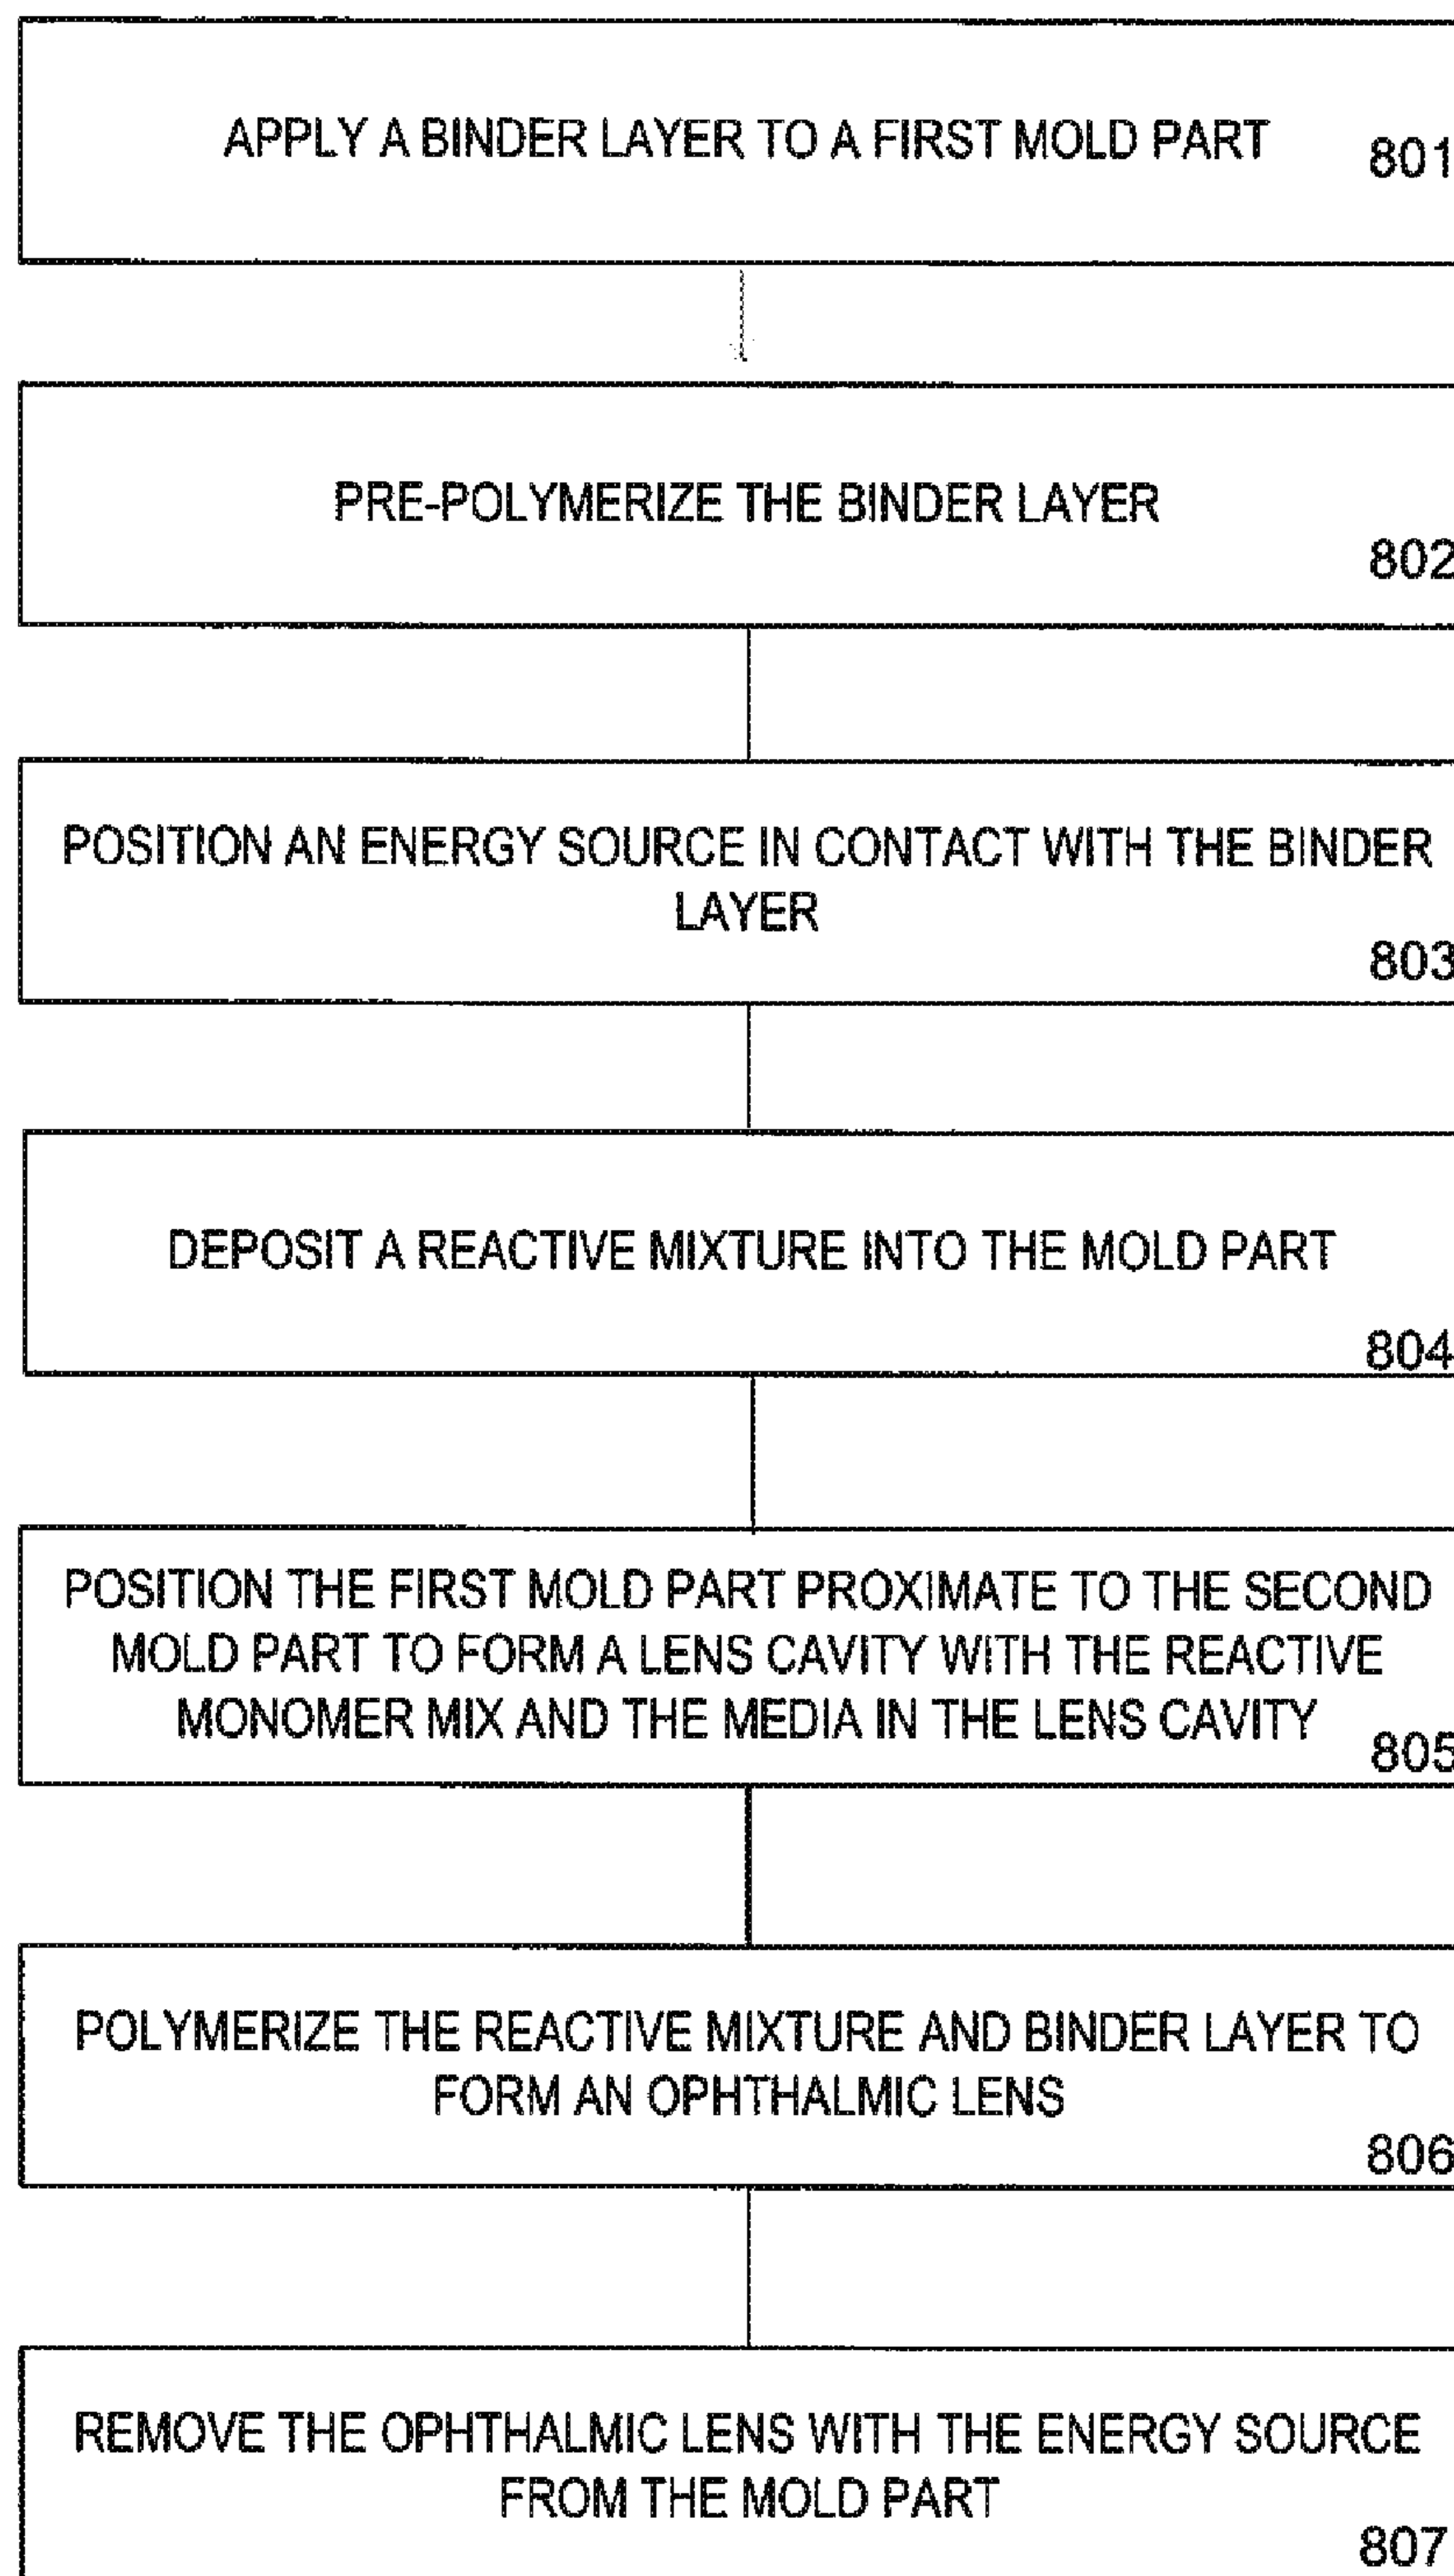 APPLY A BINDER LAYER TO A FIRST MOLD PART
801
PRE-POLYMERIZE THE BINDER LAYER
802
POSITION AN ENERGY SOURCE IN CONTACT WITH THE BINDER
LAYER
803
DEPOSIT A REACTIVE MIXTURE INTO THE MOLD PART
804
POSITION THE FIRST MOLD PART PROXIMATE TO THE SECOND
MOLD PART TO FORM A LENS CAVITY WITH THE REACTIVE
MONOMER MIX AND THE MEDIA IN THE LENS CAVITY
805
POLYMERIZE THE REACTIVE MIXTURE AND BINDER LAYER TO
FORM AN OPHTHALMIC LENS
806
REMOVE THE OPHTHALMIC LENS WITH THE ENERGY SOURCE
FROM THE MOLD PART
807